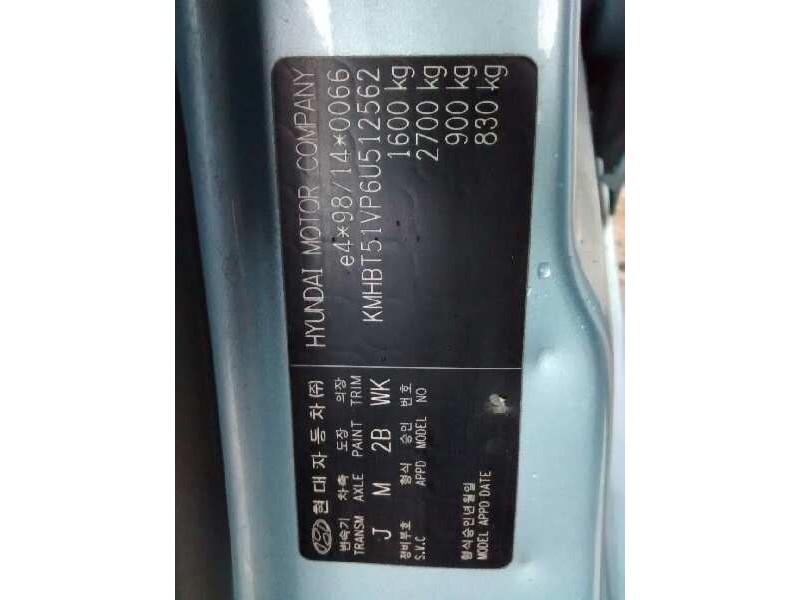 현대자동차(주) HYUNDAI MOTOR COMPANY
변속기 차축 도장 의장
TRANSM AXLE PAINT TRIM
e4*98/14*0066
J M 2B WK
KMHBT51VP6U512562
정비부호 형식 승인 번호
S.V.C APPD MODEL NO
1600 kg
2700 kg
900 kg
830 kg
형식승인년월일
MODEL APPD DATE